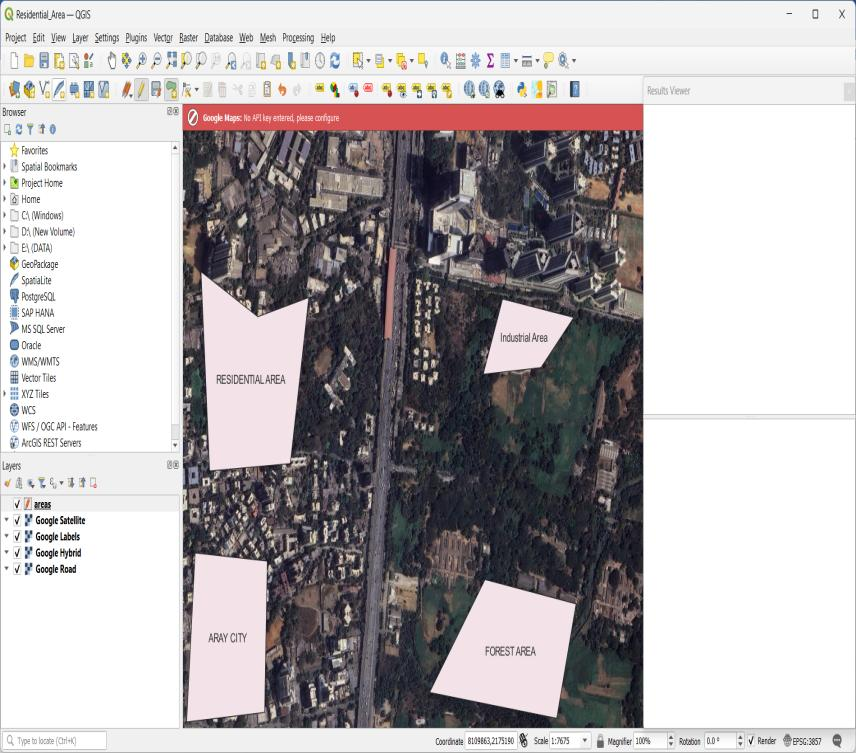 Residential_Area — QGIS
Project Edit View Layer Settings Plugins Vector Raster Database Web Mesh Processing Help
Results Viewer
Browser
Google Maps: No API key entered, please configure
Favorites
Spatial Bookmarks
Project Home
Home
C:\ (Windows)
D:\ (New Volume)
E:\ (DATA)
GeoPackage
SpatiaLite
PostgreSQL
SAP HANA
MS SQL Server
Oracle
WMS/WMTS
Vector Tiles
XYZ Tiles
WCS
WFS / OGC API - Features
ArcGIS REST Servers
Layers
areas
Google Satellite
Google Labels
Google Hybrid
Google Road
Industrial Area
RESIDENTIAL AREA
ARAY CITY
FOREST AREA
Type to locate (Ctrl+K)
Coordinate 8109863,2175190 Scale 1:7675 Magnifier 100% Rotation 0.0 ° Render EPSG:3857